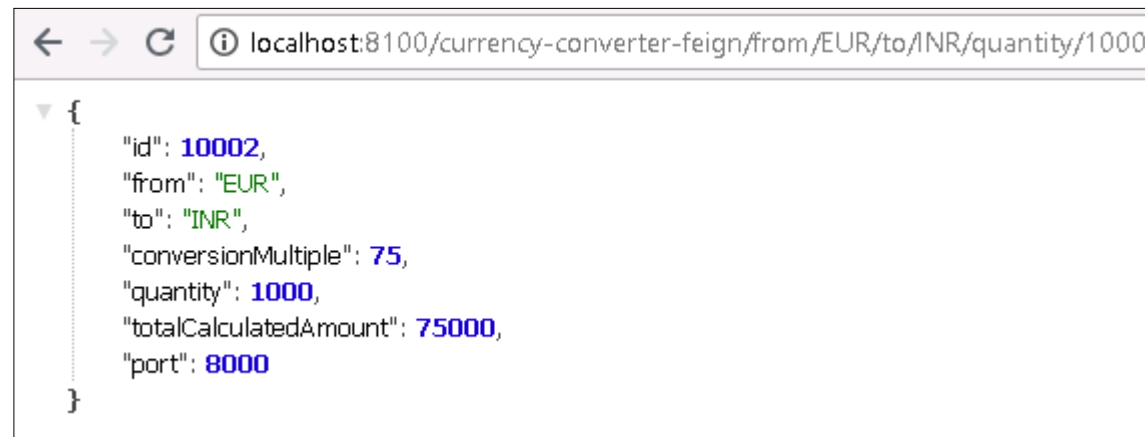 localhost:8100/currency-converter-feign/from/EUR/to/INR/quantity/1000
{
"id": 10002,
"from": "EUR",
"to": "INR",
"conversionMultiple": 75,
"quantity": 1000,
"totalCalculatedAmount": 75000,
"port": 8000
}